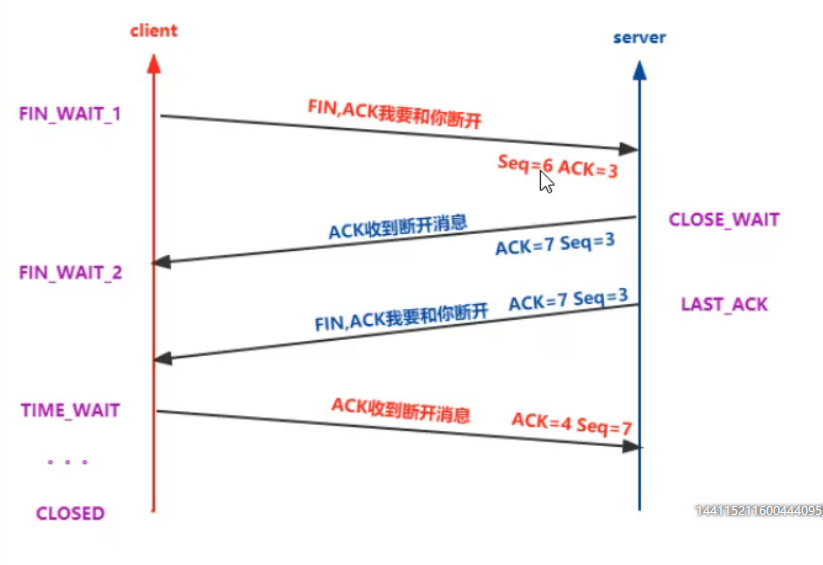 client
server
FIN_WAIT_1
FIN,ACK我要和你断开
Seq=6 ACK=3
ACK收到断开消息
ACK=7 Seq=3
CLOSE_WAIT
FIN_WAIT_2
FIN,ACK我要和你断开
ACK=7 Seq=3
LAST_ACK
TIME_WAIT
ACK收到断开消息
ACK=4 Seq=7
。。。
CLOSED
144115211600444095